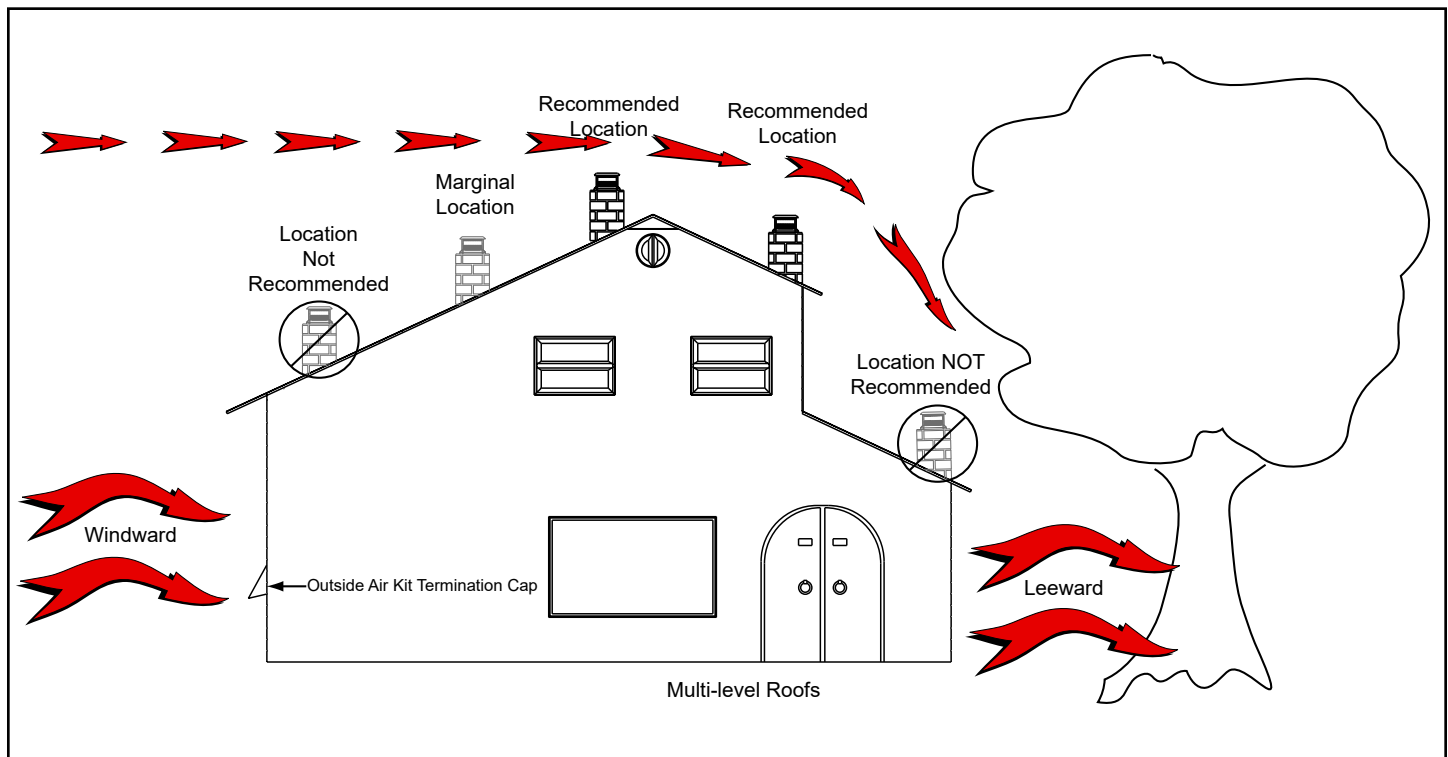 Recommended
Location
Recommended
Location
Marginal
Location
Location
Not
Recommended
Location NOT
Recommended
Windward
Outside Air Kit Termination Cap
Leeward
Multi-level Roofs